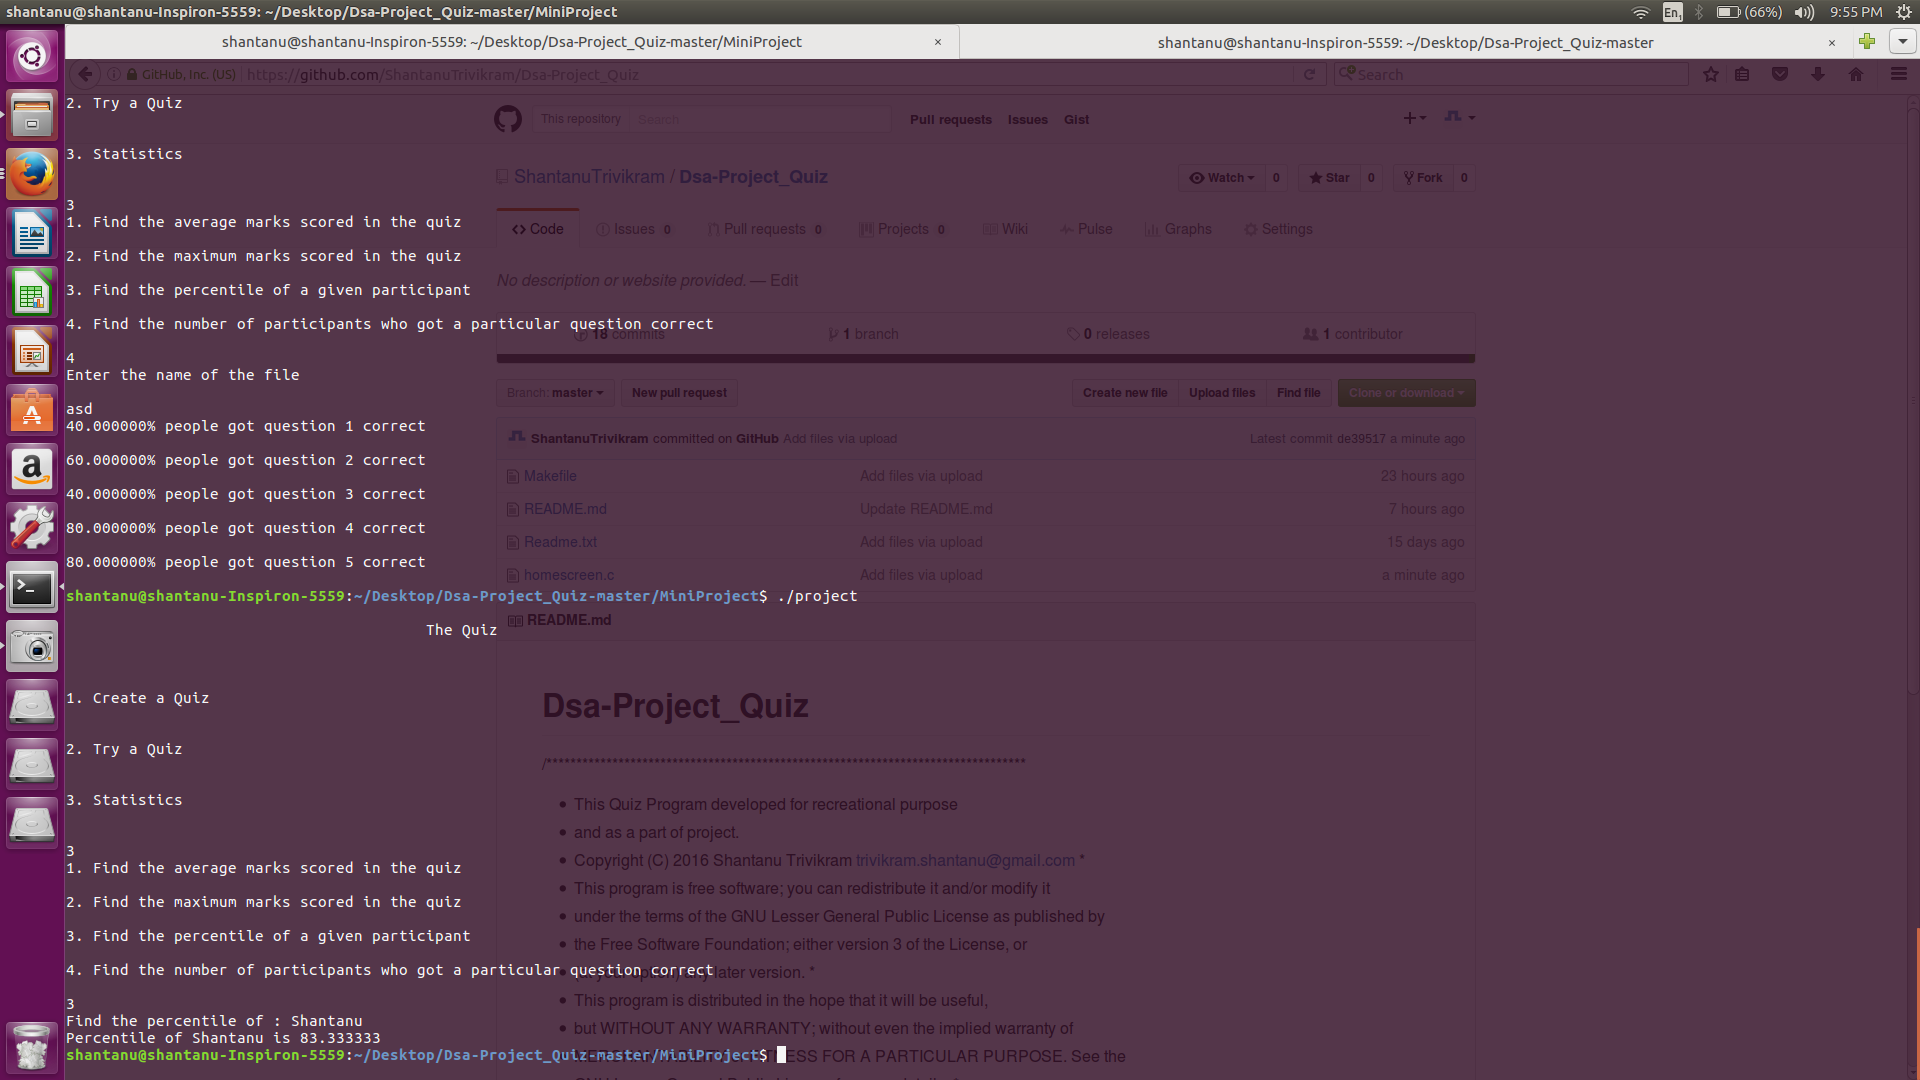 shantanu@shantanu-Inspiron-5559: ~/Desktop/Dsa-Project_Quiz-master/MiniProject
En1 (66%) 9:55 PM
shantanu@shantanu-Inspiron-5559: ~/Desktop/Dsa-Project_Quiz-master/MiniProject × shantanu@shantanu-Inspiron-5559: ~/Desktop/Dsa-Project_Quiz-master ×
GitHub, Inc. (US) https://github.com/ShantanuTrivikram/Dsa-Project_Quiz Search
2. Try a Quiz
3. Statistics
3
1. Find the average marks scored in the quiz
2. Find the maximum marks scored in the quiz
3. Find the percentile of a given participant
4. Find the number of participants who got a particular question correct
4
Enter the name of the file
asd
40.000000% people got question 1 correct
60.000000% people got question 2 correct
40.000000% people got question 3 correct
80.000000% people got question 4 correct
80.000000% people got question 5 correct
shantanu@shantanu-Inspiron-5559:~/Desktop/Dsa-Project_Quiz-master/MiniProject$ ./project
The Quiz
1. Create a Quiz
2. Try a Quiz
3. Statistics
3
1. Find the average marks scored in the quiz
2. Find the maximum marks scored in the quiz
3. Find the percentile of a given participant
4. Find the number of participants who got a particular question correct
3
Find the percentile of : Shantanu
Percentile of Shantanu is 83.333333
shantanu@shantanu-Inspiron-5559:~/Desktop/Dsa-Project_Quiz-master/MiniProject$
This repository Search Pull requests Issues Gist
ShantanuTrivikram / Dsa-Project_Quiz
Watch 0 Star 0 Fork 0
Code Issues 0 Pull requests 0 Projects 0 Wiki Pulse Graphs Settings
No description or website provided. — Edit
18 commits 1 branch 0 releases 1 contributor
Branch: master New pull request Create new file Upload files Find file Clone or download
ShantanuTrivikram committed on GitHub Add files via upload Latest commit de39517 a minute ago
Makefile Add files via upload 23 hours ago
README.md Update README.md 7 hours ago
Readme.txt Add files via upload 15 days ago
homescreen.c Add files via upload a minute ago
README.md
Dsa-Project_Quiz
• This Quiz Program developed for recreational purpose
• and as a part of project.
• Copyright (C) 2016 Shantanu Trivikram trivikram.shantanu@gmail.com *
• This program is free software; you can redistribute it and/or modify it
• under the terms of the GNU Lesser General Public License as published by
• the Free Software Foundation; either version 3 of the License, or
later version. *
• This program is distributed in the hope that it will be useful,
• but WITHOUT ANY WARRANTY; without even the implied warranty of
FOR A PARTICULAR PURPOSE. See the